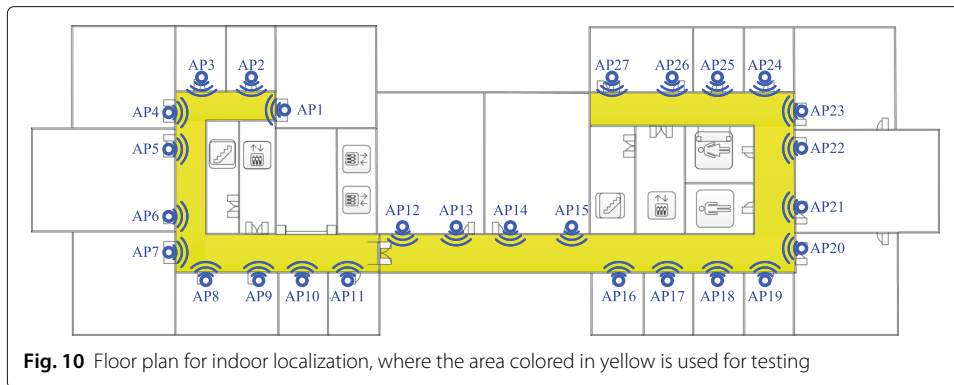 AP3 AP2 AP27 AP26 AP25 AP24
AP4 AP1 AP23
AP5 AP22
AP6 AP12 AP13 AP14 AP15 AP21
AP7 AP20
AP8 AP9 AP10 AP11 AP16 AP17 AP18 AP19
Fig. 10 Floor plan for indoor localization, where the area colored in yellow is used for testing